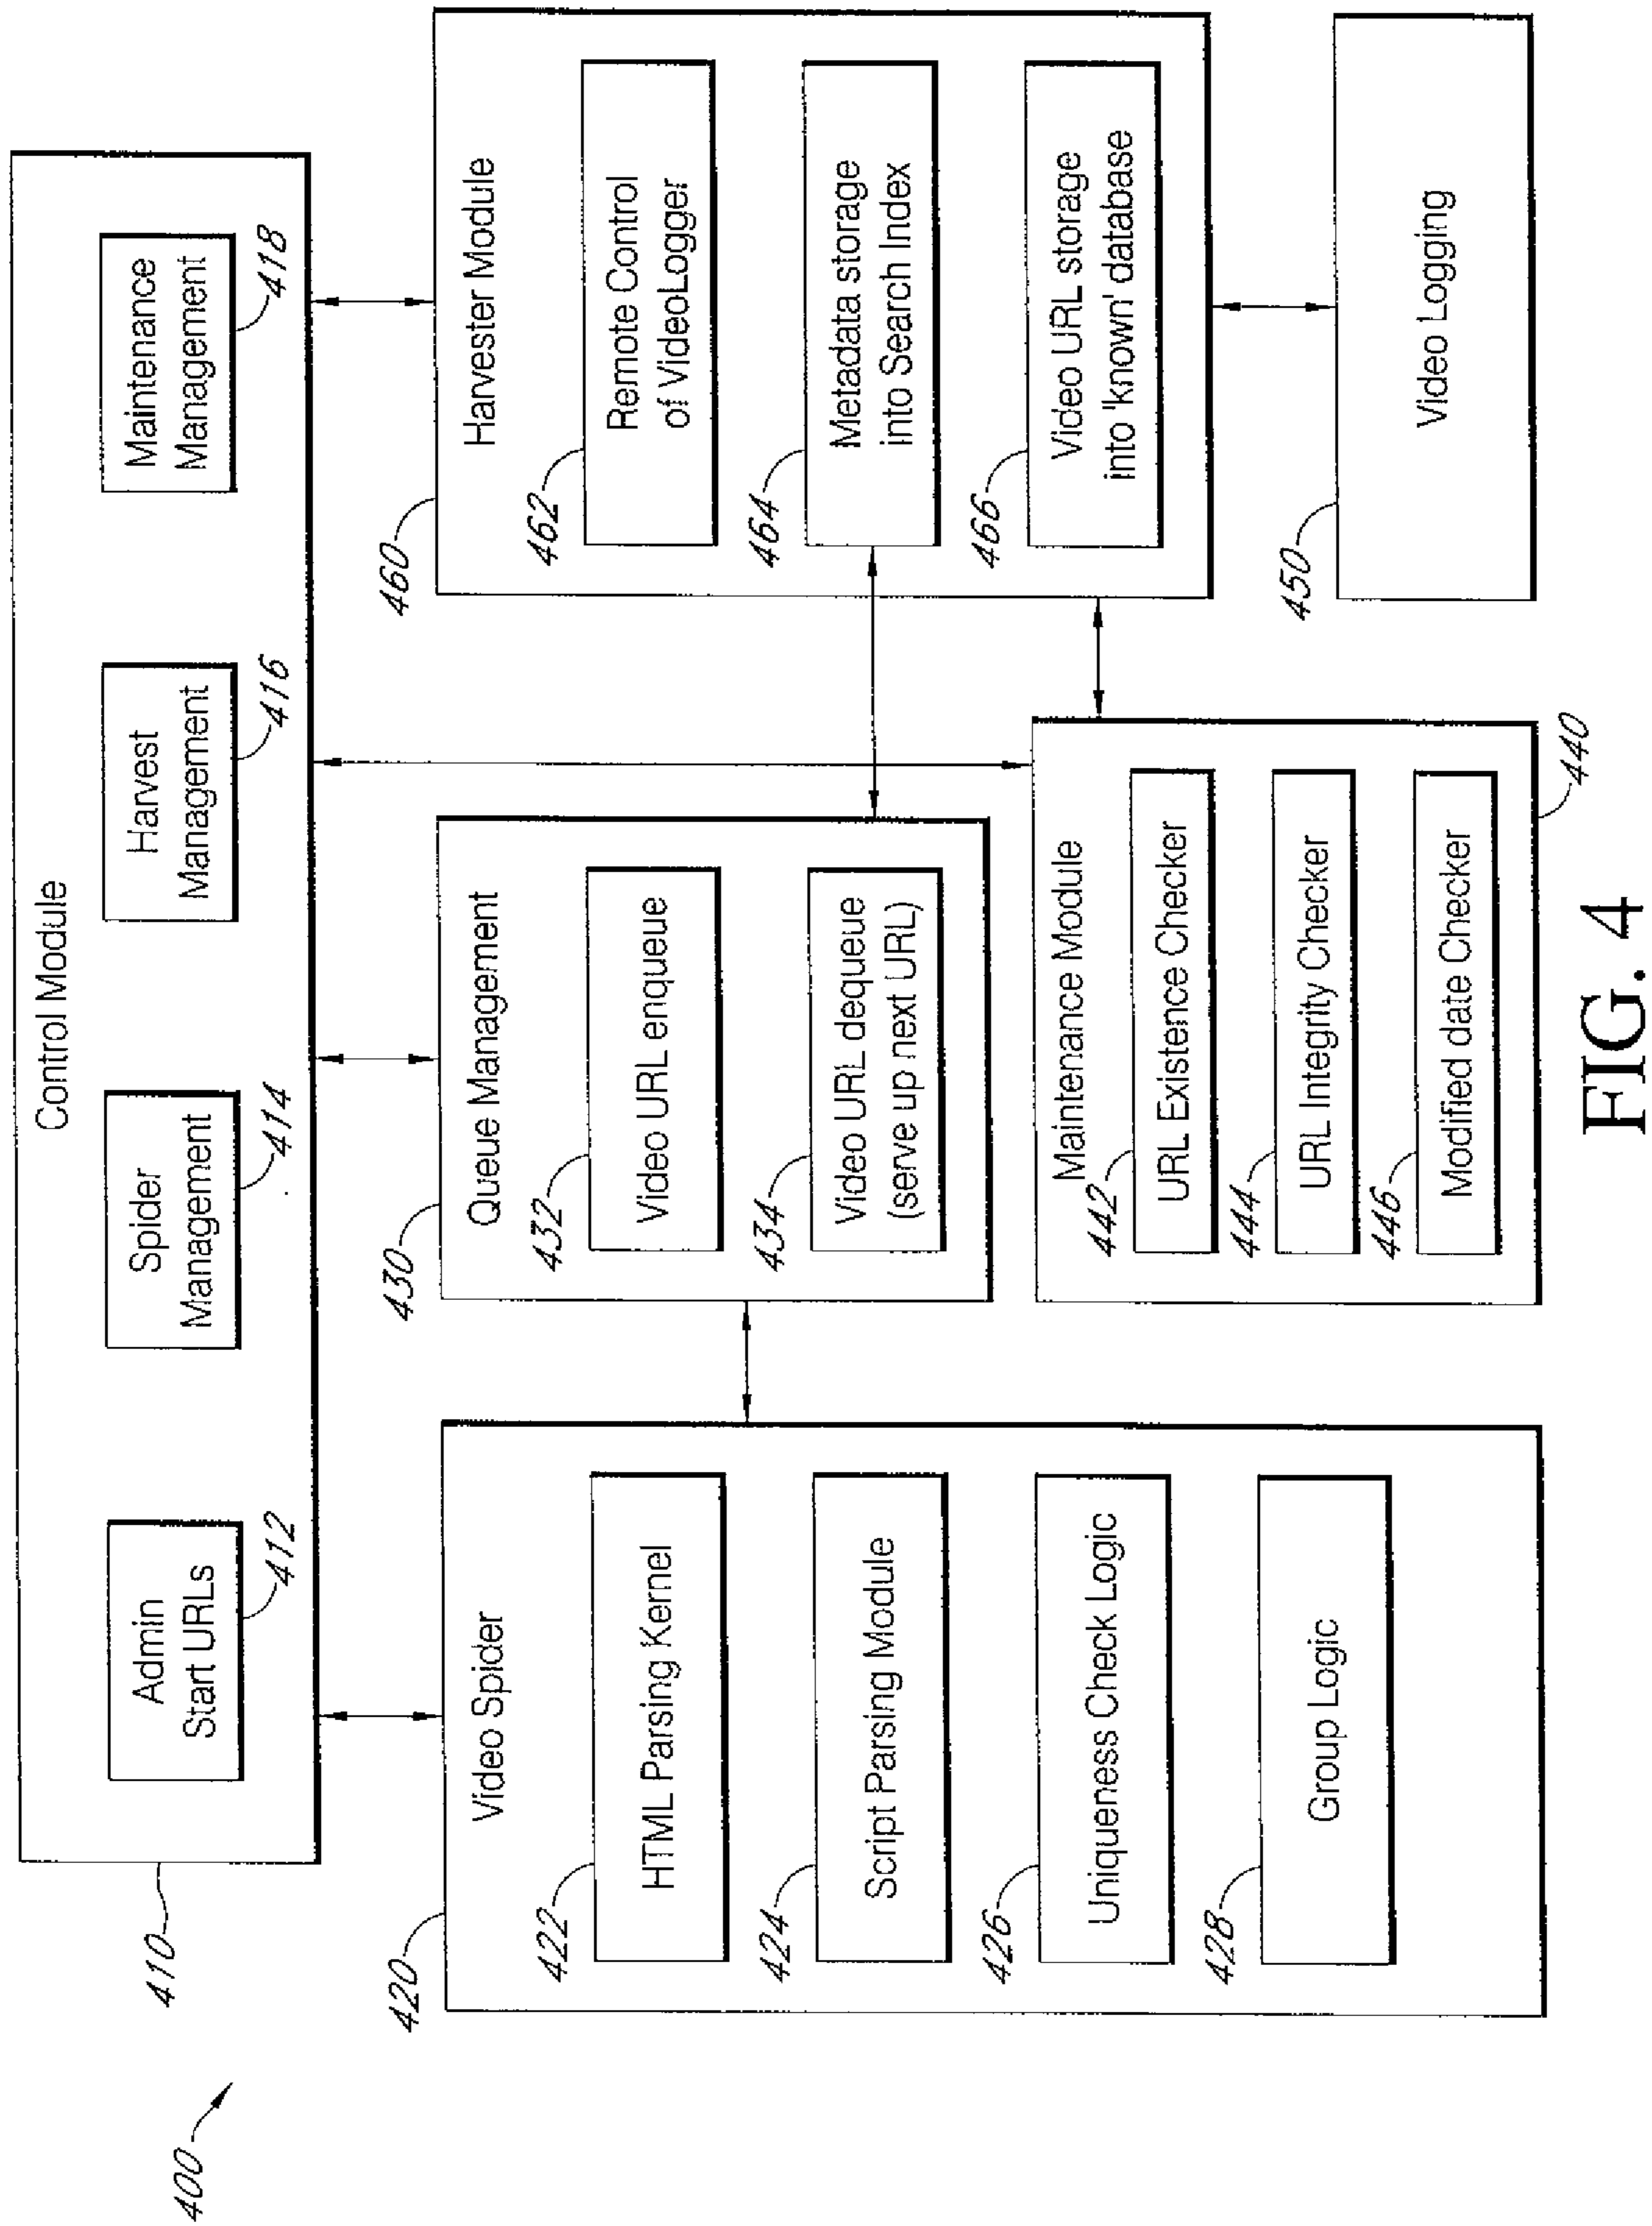 400
410
Control Module
Admin
Start URLs
412
Spider
Management
414
Harvest
Management
416
Maintenance
Management
418
420
Video Spider
422
HTML Parsing Kernel
424
Script Parsing Module
426
Uniqueness Check Logic
428
Group Logic
430
Queue Management
432
Video URL enqueue
434
Video URL dequeue
(serve up next URL)
Maintenance Module
442
URL Existence Checker
444
URL Integrity Checker
446
Modified date Checker
440
460
Harvester Module
462
Remote Control
of VideoLogger
464
Metadata storage
into Search Index
466
Video URL storage
into 'known' database
450
Video Logging
FIG. 4